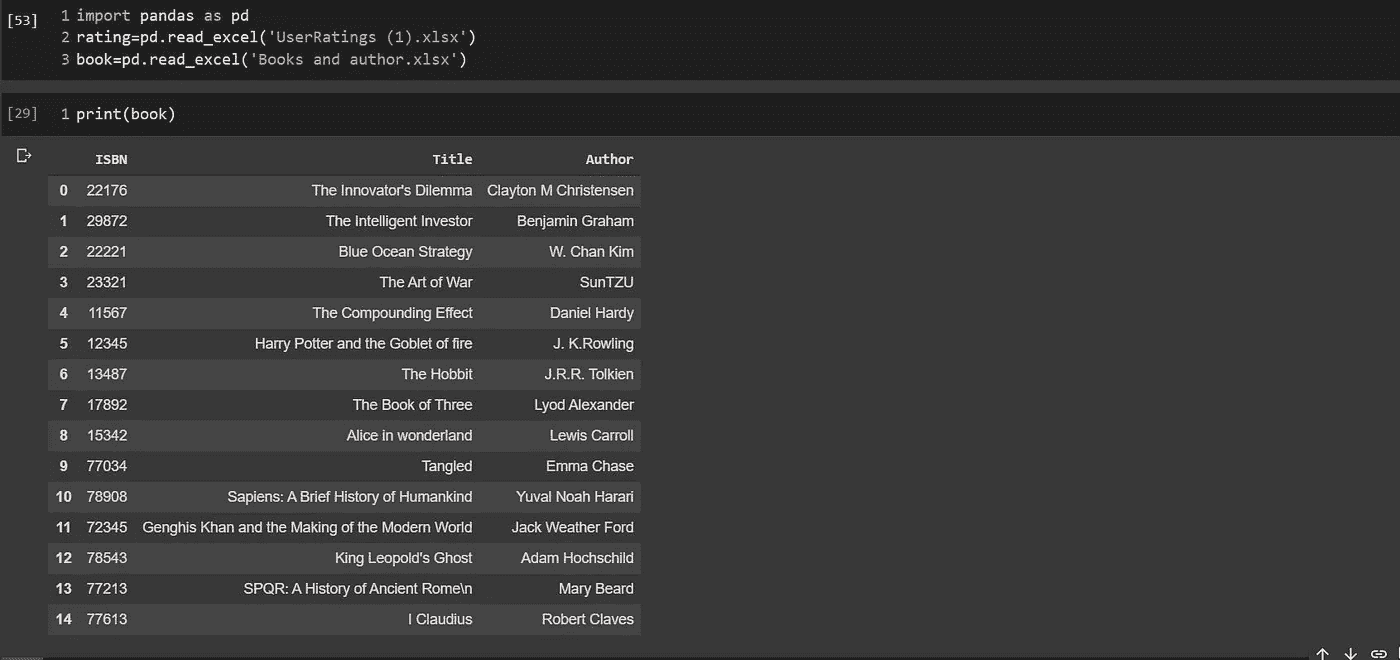 [53] 1 import pandas as pd
2 rating=pd.read_excel('UserRatings (1).xlsx')
3 book=pd.read_excel('Books and author.xlsx')
[29] 1 print(book)
ISBN Title Author
0 22176 The Innovator's Dilemma Clayton M Christensen
1 29872 The Intelligent Investor Benjamin Graham
2 22221 Blue Ocean Strategy W. Chan Kim
3 23321 The Art of War SunTZU
4 11567 The Compounding Effect Daniel Hardy
5 12345 Harry Potter and the Goblet of fire J. K.Rowling
6 13487 The Hobbit J.R.R. Tolkien
7 17892 The Book of Three Lyod Alexander
8 15342 Alice in wonderland Lewis Carroll
9 77034 Tangled Emma Chase
10 78908 Sapiens: A Brief History of Humankind Yuval Noah Harari
11 72345 Genghis Khan and the Making of the Modern World Jack Weather Ford
12 78543 King Leopold's Ghost Adam Hochschild
13 77213 SPQR: A History of Ancient Rome\n Mary Beard
14 77613 I Claudius Robert Claves